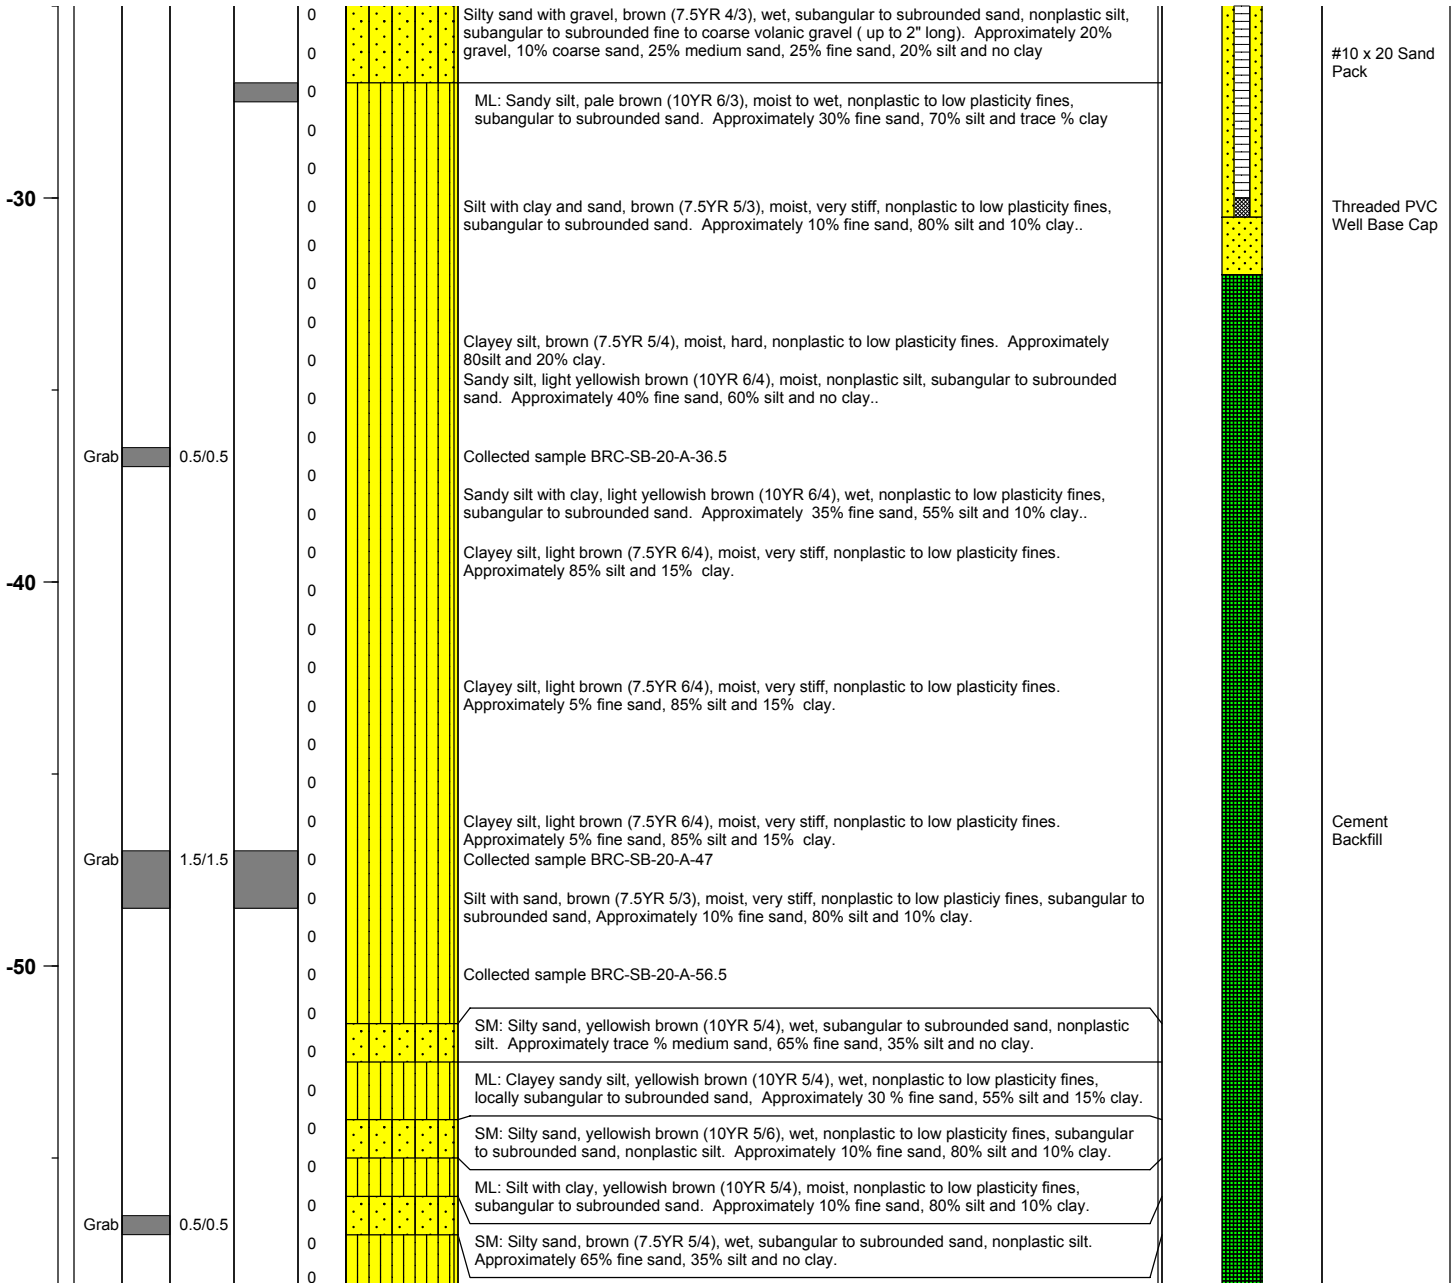 0
Silty sand with gravel, brown (7.5YR 4/3), wet, subangular to subrounded sand, nonplastic silt,
subangular to subrounded fine to coarse volanic gravel ( up to 2" long). Approximately 20%
gravel, 10% coarse sand, 25% medium sand, 25% fine sand, 20% silt and no clay
0
#10 x 20 Sand
Pack
0
ML: Sandy silt, pale brown (10YR 6/3), moist to wet, nonplastic to low plasticity fines,
subangular to subrounded sand. Approximately 30% fine sand, 70% silt and trace % clay
0
0
-30
0
Silt with clay and sand, brown (7.5YR 5/3), moist, very stiff, nonplastic to low plasticity fines,
subangular to subrounded sand. Approximately 10% fine sand, 80% silt and 10% clay..
Threaded PVC
Well Base Cap
0
0
0
Clayey silt, brown (7.5YR 5/4), moist, hard, nonplastic to low plasticity fines. Approximately
80silt and 20% clay.
0
Sandy silt, light yellowish brown (10YR 6/4), moist, nonplastic silt, subangular to subrounded
sand. Approximately 40% fine sand, 60% silt and no clay..
0
0
Grab
0.5/0.5
Collected sample BRC-SB-20-A-36.5
0
Sandy silt with clay, light yellowish brown (10YR 6/4), wet, nonplastic to low plasticity fines,
subangular to subrounded sand. Approximately 35% fine sand, 55% silt and 10% clay..
0
0
Clayey silt, light brown (7.5YR 6/4), moist, very stiff, nonplastic to low plasticity fines.
Approximately 85% silt and 15% clay.
-40
0
0
0
Clayey silt, light brown (7.5YR 6/4), moist, very stiff, nonplastic to low plasticity fines.
Approximately 5% fine sand, 85% silt and 15% clay.
0
0
0
0
Clayey silt, light brown (7.5YR 6/4), moist, very stiff, nonplastic to low plasticity fines.
Approximately 5% fine sand, 85% silt and 15% clay.
Cement
Backfill
Grab
1.5/1.5
0
Collected sample BRC-SB-20-A-47
0
Silt with sand, brown (7.5YR 5/3), moist, very stiff, nonplastic to low plasticiy fines, subangular to
subrounded sand, Approximately 10% fine sand, 80% silt and 10% clay.
0
-50
0
Collected sample BRC-SB-20-A-56.5
0
SM: Silty sand, yellowish brown (10YR 5/4), wet, subangular to subrounded sand, nonplastic
silt. Approximately trace % medium sand, 65% fine sand, 35% silt and no clay.
0
ML: Clayey sandy silt, yellowish brown (10YR 5/4), wet, nonplastic to low plasticity fines,
locally subangular to subrounded sand, Approximately 30 % fine sand, 55% silt and 15% clay.
0
0
SM: Silty sand, yellowish brown (10YR 5/6), wet, nonplastic to low plasticity fines, subangular
to subrounded sand, nonplastic silt. Approximately 10% fine sand, 80% silt and 10% clay.
0
ML: Silt with clay, yellowish brown (10YR 5/4), moist, nonplastic to low plasticity fines,
subangular to subrounded sand. Approximately 10% fine sand, 80% silt and 10% clay.
0
Grab
0.5/0.5
0
SM: Silty sand, brown (7.5YR 5/4), wet, subangular to subrounded sand, nonplastic silt.
Approximately 65% fine sand, 35% silt and no clay.
0